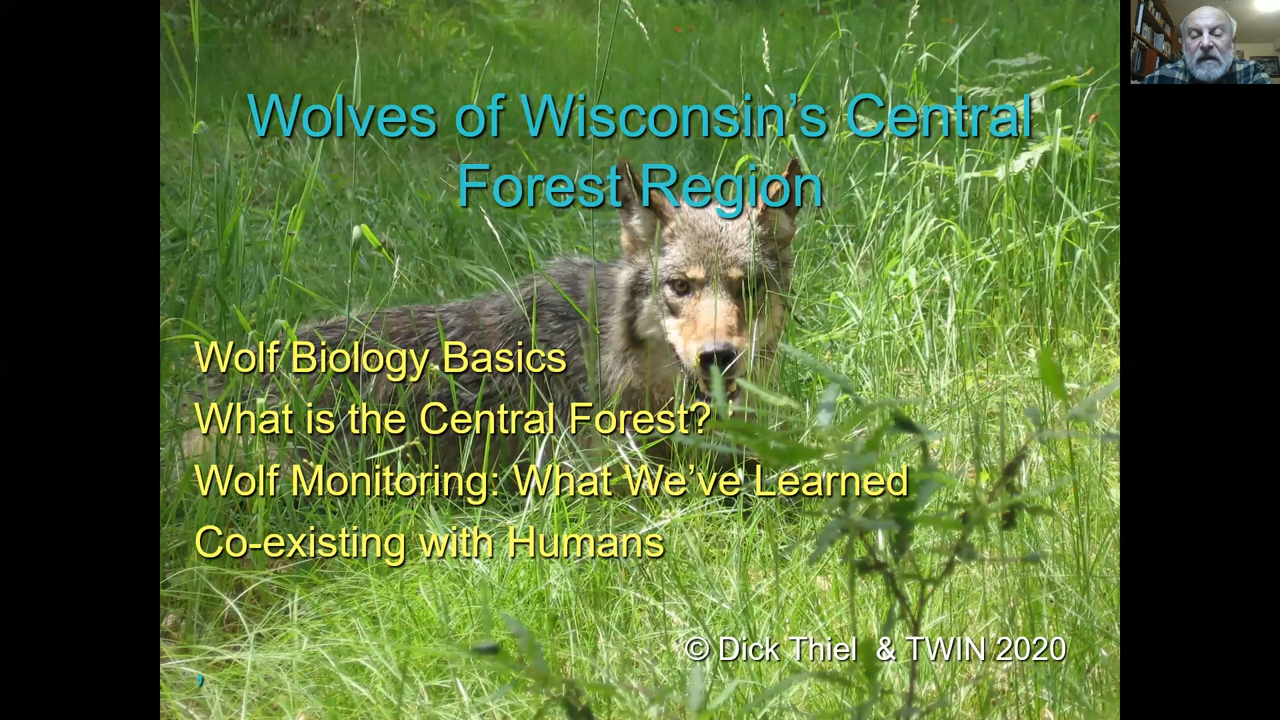 Wolves of Wisconsin’s Central
Forest Region
Wolf Biology Basics
What is the Central Forest?
Wolf Monitoring: What We’ve Learned
Co-existing with Humans
© Dick Thiel & TWIN 2020
,